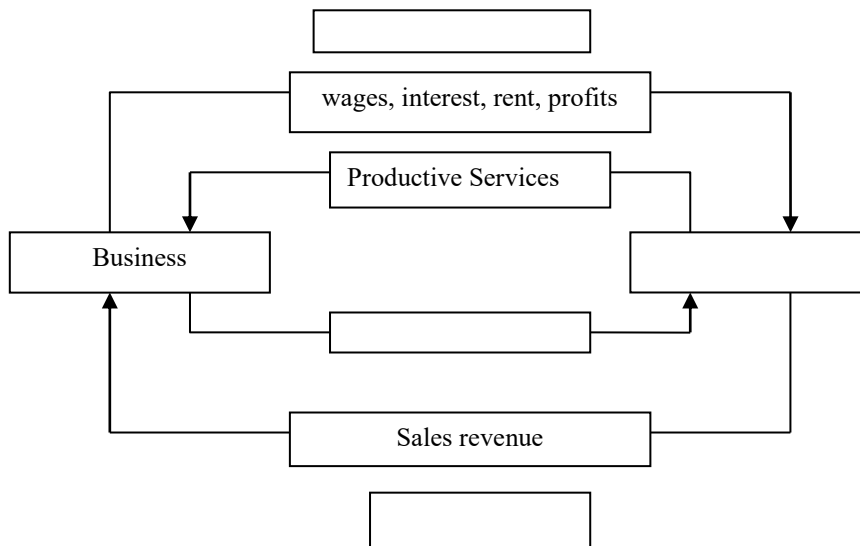 wages, interest, rent, profits
Productive Services
Business
Sales revenue